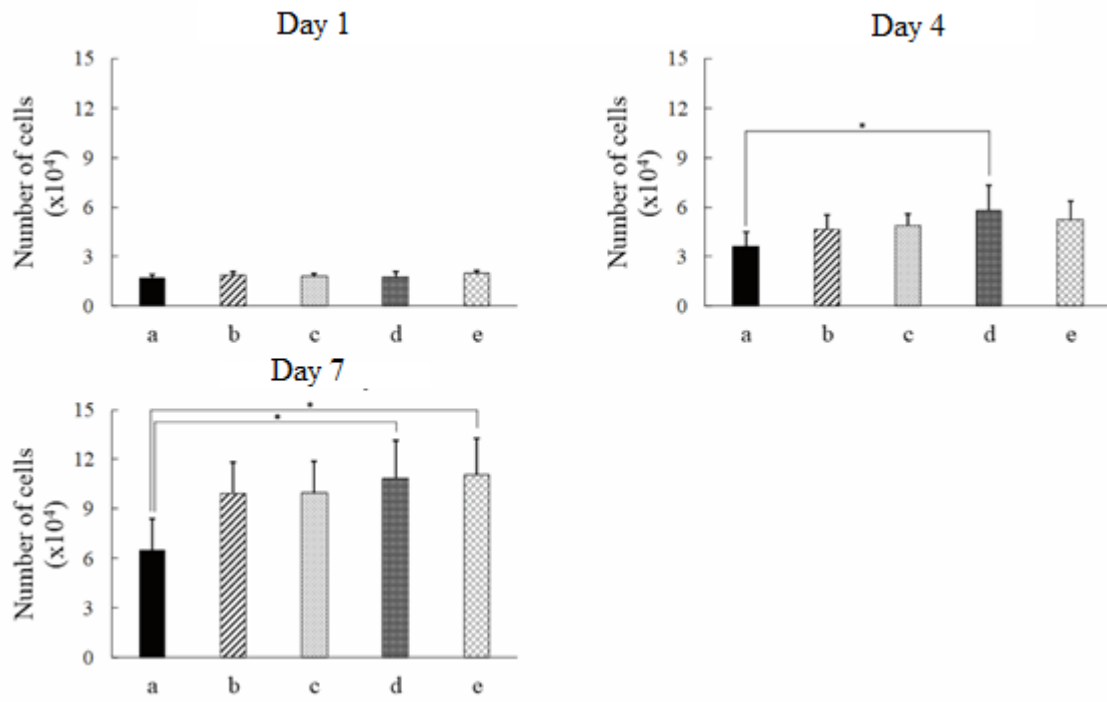 Day 1
Number of cells
(x10⁴)
15
12
9
6
3
0
a b c d e
Day 4
Number of cells
(x10⁴)
15
12
9
6
3
0
*
a b c d e
Day 7
Number of cells
(x10⁴)
15
12
9
6
3
0
*
*
a b c d e